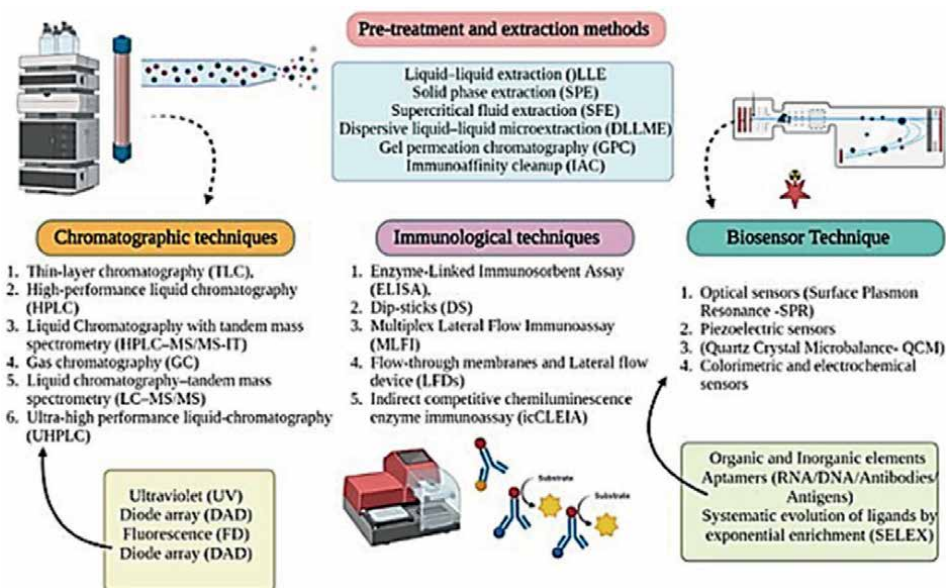 Pre-treatment and extraction methods
Liquid–liquid extraction ()LLE
Solid phase extraction (SPE)
Supercritical fluid extraction (SFE)
Dispersive liquid–liquid microextraction (DLLME)
Gel permeation chromatography (GPC)
Immunoaffinity cleanup (IAC)
Chromatographic techniques
1. Thin-layer chromatography (TLC),
2. High-performance liquid chromatography
(HPLC)
3. Liquid Chromatography with tandem mass
spectrometry (HPLC–MS/MS-IT)
4. Gas chromatography (GC)
5. Liquid chromatography–tandem mass
spectrometry (LC–MS/MS)
6. Ultra-high performance liquid-chromatography
(UHPLC)
Ultraviolet (UV)
Diode array (DAD)
Fluorescence (FD)
Diode array (DAD)
Immunological techniques
1. Enzyme-Linked Immunosorbent Assay
(ELISA),
2. Dip-sticks (DS)
3. Multiplex Lateral Flow Immunoassay
(MLFI)
4. Flow-through membranes and Lateral flow
device (LFDs)
5. Indirect competitive chemiluminescence
enzyme immunoassay (icCLEIA)
Substrate
Substrate
Biosensor Technique
1. Optical sensors (Surface Plasmon
Resonance -SPR)
2. Piezoelectric sensors
3. (Quartz Crystal Microbalance- QCM)
4. Colorimetric and electrochemical
sensors
Organic and Inorganic elements
Aptamers (RNA/DNA/Antibodies/
Antigens)
Systematic evolution of ligands by
exponential enrichment (SELEX)